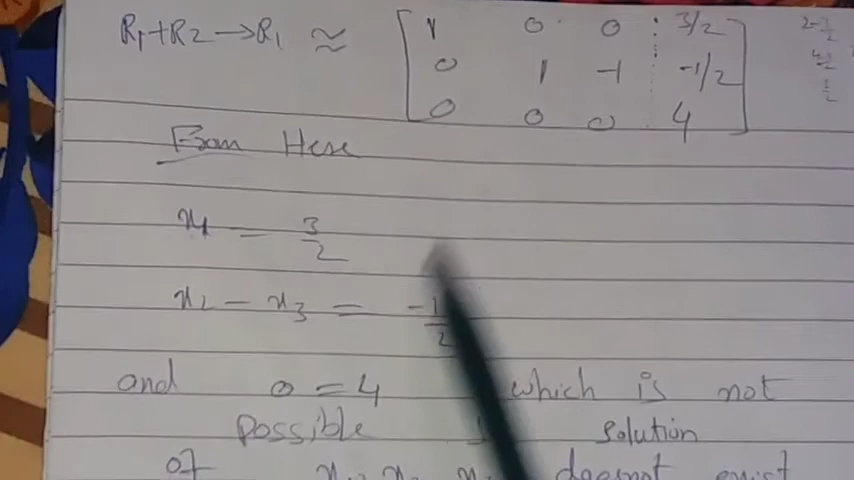 R1+R2 → R1 ≈ [ 1 0 0 : 3/2
0 1 -1 : -1/2
0 0 0 : 4 ]
From Here
x1 = 3/2
x2 - x3 = -1/2
and 0 = 4 which is not
possible solution
of doesnot exist